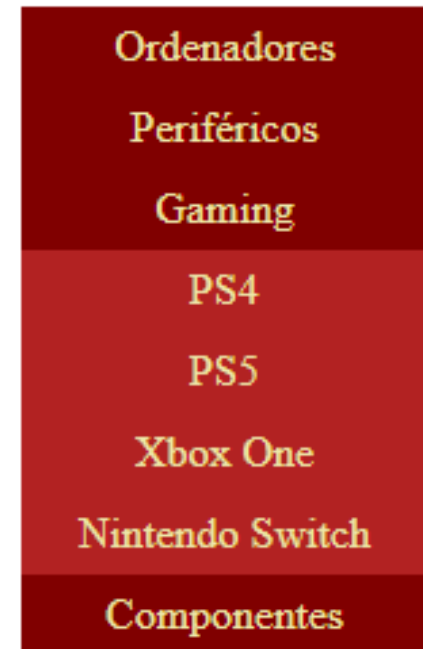 Ordenadores
Periféricos
Gaming
PS4
PS5
Xbox One
Nintendo Switch
Componentes